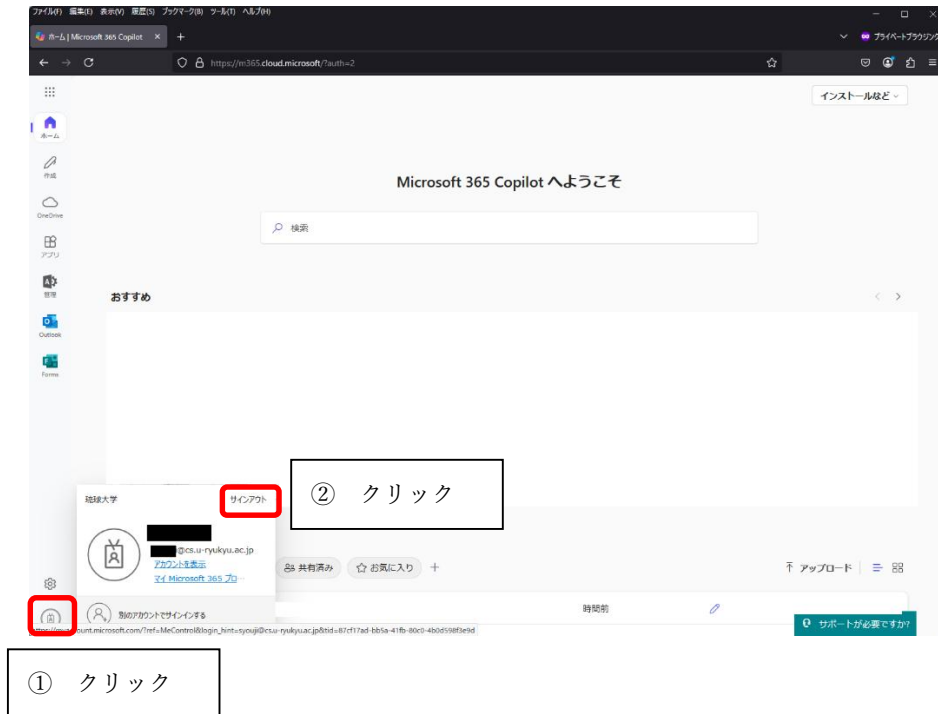 ファイル(F) 編集(E) 表示(V) 履歴(S) ブックマーク(B) ツール(T) ヘルプ(H)
ホーム | Microsoft 365 Copilot × +
プライベートブラウジング
https://m365.cloud.microsoft/?auth=2
インストールなど
ホーム
作成
Microsoft 365 Copilot へようこそ
OneDrive
検索
アプリ
管理
おすすめ
Outlook
Forms
琉球大学
サインアウト
② クリック
@cs.u-ryukyu.ac.jp
アカウントを表示
マイ Microsoft 365 プロ…
共有済み
お気に入り
+
アップロード
別のアカウントでサインインする
時間前
サポートが必要ですか?
① クリック